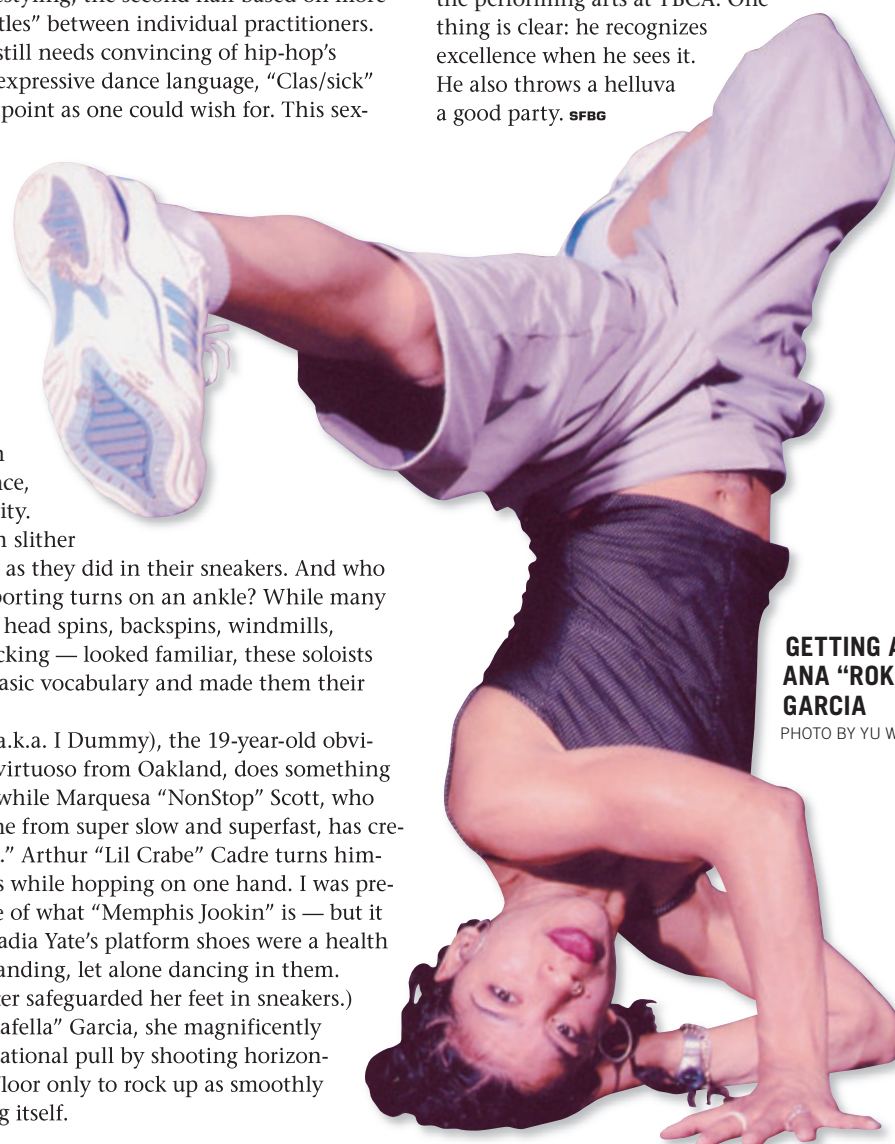 estyling, the second half based on more
tles” between individual practitioners.
still needs convincing of hip-hop’s
expressive dance language, “Clas/sick”
point as one could wish for. This sex-
ce,
ity.
slither
as they did in their sneakers. And who
porting turns on an ankle? While many
head spins, backspins, windmills,
cking — looked familiar, these soloists
asic vocabulary and made them their
a.k.a. I Dummy), the 19-year-old obvi-
virtuoso from Oakland, does something
while Marquesa “NonStop” Scott, who
e from super slow and superfast, has cre-
.” Arthur “Lil Crabe” Cadre turns him-
s while hopping on one hand. I was pre-
e of what “Memphis Jookin” is — but it
adia Yate’s platform shoes were a health
anding, let alone dancing in them.
er safeguarded her feet in sneakers.)
afella” Garcia, she magnificently
ational pull by shooting horizon-
floor only to rock up as smoothly
g itself.
the performing arts at YBCA. One
thing is clear: he recognizes
excellence when he sees it.
He also throws a helluva
a good party. SFBG
GETTING A
ANA “ROK
GARCIA
PHOTO BY YU W